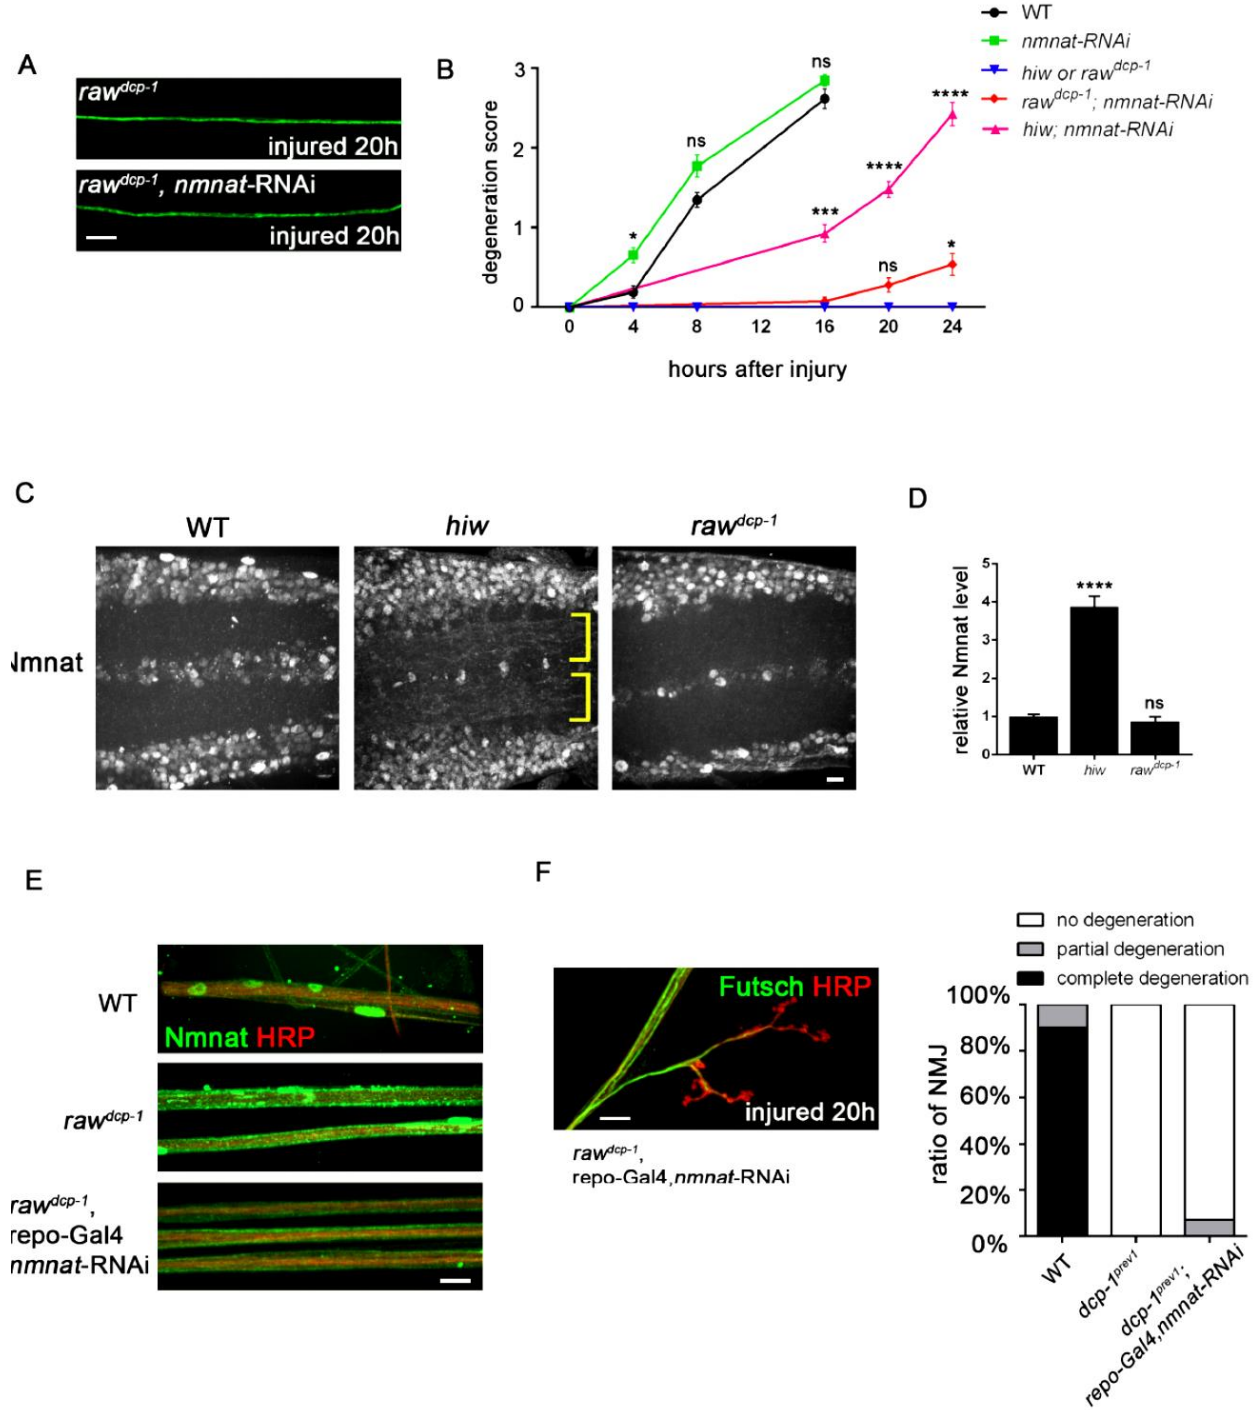 A
raw^dcp-1
injured 20h
raw^dcp-1, nmnat-RNAi
injured 20h
B
WT
nmnat-RNAi
hiw or raw^dcp-1
raw^dcp-1; nmnat-RNAi
hiw; nmnat-RNAi
degeneration score
3
2
1
0
*
ns
ns
***
****
ns
****
*
0 4 8 12 16 20 24
hours after injury
C
WT hiw raw^dcp-1
Nmnat
D
relative Nmnat level
5
4
3
2
1
0
****
ns
WT hiw raw^dcp-1
E
WT
Nmnat HRP
raw^dcp-1
raw^dcp-1,
repo-Gal4
nmnat-RNAi
F
Futsch HRP
injured 20h
raw^dcp-1,
repo-Gal4,nmnat-RNAi
no degeneration
partial degeneration
complete degeneration
ratio of NMJ
100%
80%
60%
40%
20%
0%
WT
dcp-1^prev1
dcp-1^prev1;
repo-Gal4,nmnat-RNAi